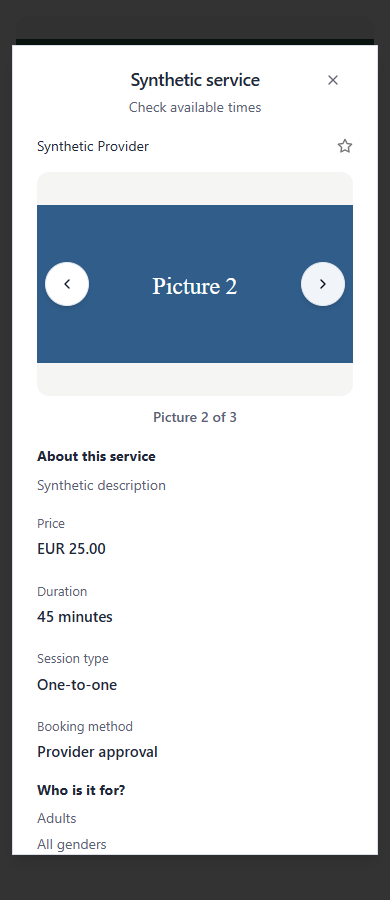 Synthetic service
Check available times
Synthetic Provider
Picture 2
Picture 2 of 3
About this service
Synthetic description
Price
EUR 25.00
Duration
45 minutes
Session type
One-to-one
Booking method
Provider approval
Who is it for?
Adults
All genders